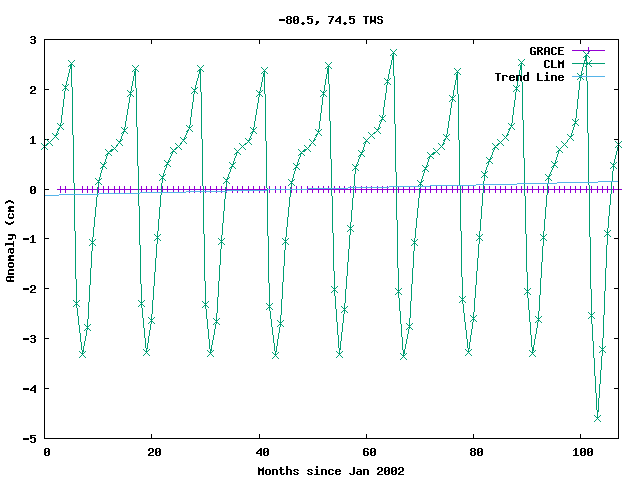 -80.5, 74.5 TWS
GRACE
CLM
Trend Line
3
2
1
0
-1
-2
-3
-4
-5
Anomaly (cm)
0 20 40 60 80 100
Months since Jan 2002